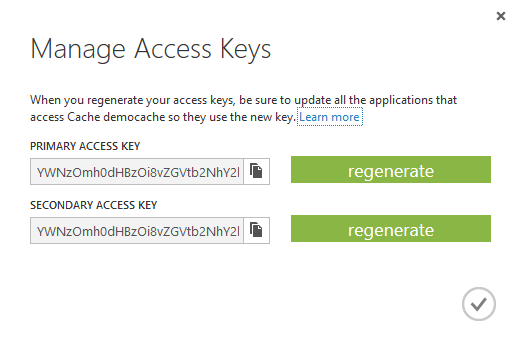 Manage Access Keys
When you regenerate your access keys, be sure to update all the applications that
access Cache democache so they use the new key. Learn more
PRIMARY ACCESS KEY
YWNzOmh0dHBzOi8vZGVtb2NhY2l regenerate
SECONDARY ACCESS KEY
YWNzOmh0dHBzOi8vZGVtb2NhY2l regenerate